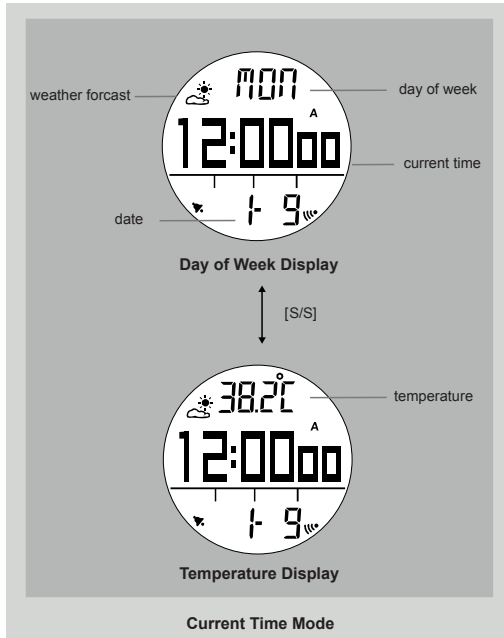 MON
weather forcast
day of week
A
12:0000
current time
date
1- 9
Day of Week Display
[S/S]
38.2°C
temperature
A
12:0000
1- 9
Temperature Display
Current Time Mode